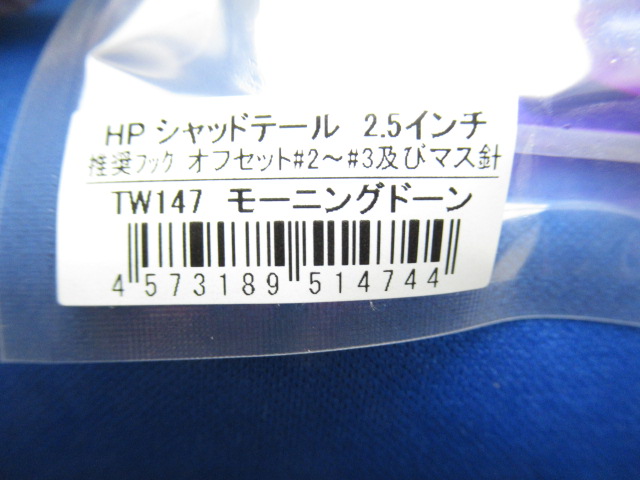 HP シャッドテール 2.5インチ
推奨フック オフセット#2～#3及びマス針
TW147 モーニングドーン
4 573189 514744